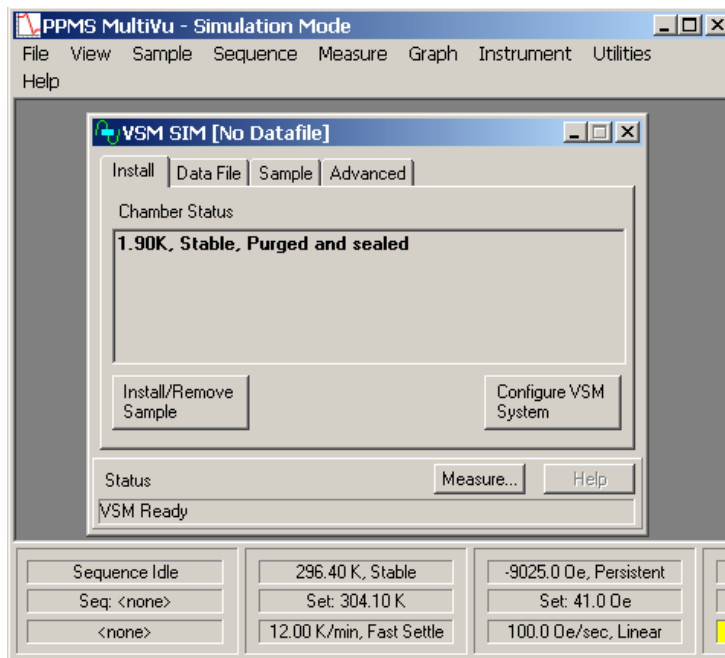 PPMS MultiVu - Simulation Mode
File View Sample Sequence Measure Graph Instrument Utilities
Help
VSM SIM [No Datafile]
Install Data File Sample Advanced
Chamber Status
1.90K, Stable, Purged and sealed
Install/Remove
Sample
Configure VSM
System
Status
Measure...
Help
VSM Ready
Sequence Idle
Seq: <none>
<none>
296.40 K, Stable
Set: 304.10 K
12.00 K/min, Fast Settle
-9025.0 Oe, Persistent
Set: 41.0 Oe
100.0 Oe/sec, Linear